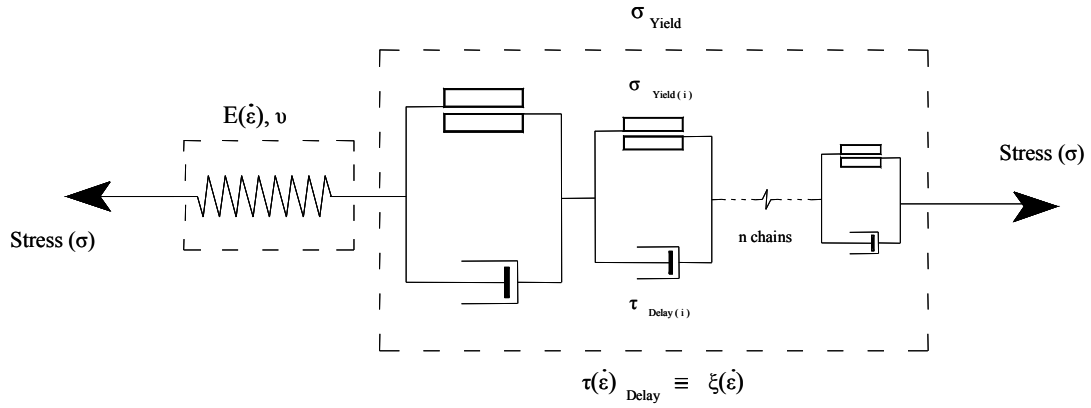 σ Yield
σ Yield ( i )
E(ε̇), υ
Stress (σ)
Stress (σ)
n chains
τ Delay ( i )
τ(ε̇) Delay ≡ ξ(ε̇)